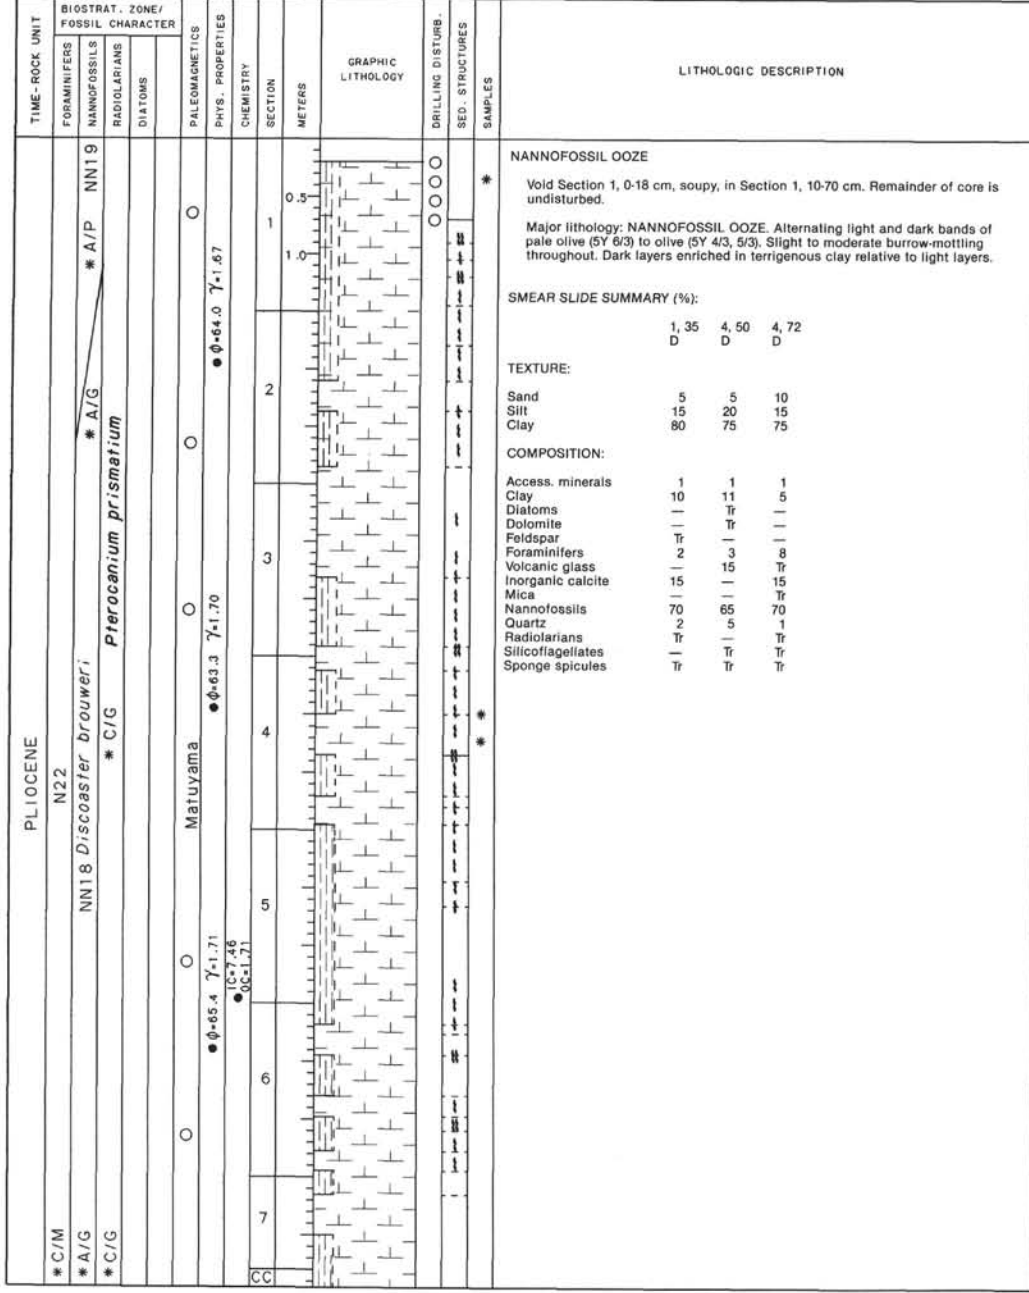 TIME-ROCK UNIT
BIOSTRAT. ZONE/
FOSSIL CHARACTER
FORAMINIFERS
NANNOFOSSILS
RADIOLARIANS
DIATOMS
PALEOMAGNETICS
PHYS. PROPERTIES
CHEMISTRY
SECTION
METERS
GRAPHIC
LITHOLOGY
DRILLING DISTURB.
SED. STRUCTURES
SAMPLES
LITHOLOGIC DESCRIPTION
PLIOCENE
N22
* C/M
NN19
* A/P
* A/G
NN18 Discoaster brouweri
* A/G
Pterocanium prismatium
* C/G
* C/G
Matuyama
●Φ=64.0 γ=1.67
●Φ=63.3 γ=1.70
●Φ=65.4 γ=1.71
● IC=7.46
OC=1.71
1
2
3
4
5
6
7
CC
0.5
1.0
*
*
*
NANNOFOSSIL OOZE
Void Section 1, 0-18 cm, soupy, in Section 1, 10-70 cm. Remainder of core is
undisturbed.
Major lithology: NANNOFOSSIL OOZE. Alternating light and dark bands of
pale olive (5Y 6/3) to olive (5Y 4/3, 5/3). Slight to moderate burrow-mottling
throughout. Dark layers enriched in terrigenous clay relative to light layers.
SMEAR SLIDE SUMMARY (%):
1, 35 4, 50 4, 72
D D D
TEXTURE:
Sand 5 5 10
Silt 15 20 15
Clay 80 75 75
COMPOSITION:
Access. minerals 1 1 1
Clay 10 11 5
Diatoms — Tr —
Dolomite — Tr —
Feldspar Tr — —
Foraminifers 2 3 8
Volcanic glass — 15 Tr
Inorganic calcite 15 — 15
Mica — — Tr
Nannofossils 70 65 70
Quartz 2 5 1
Radiolarians Tr — Tr
Silicoflagellates — Tr Tr
Sponge spicules Tr Tr Tr